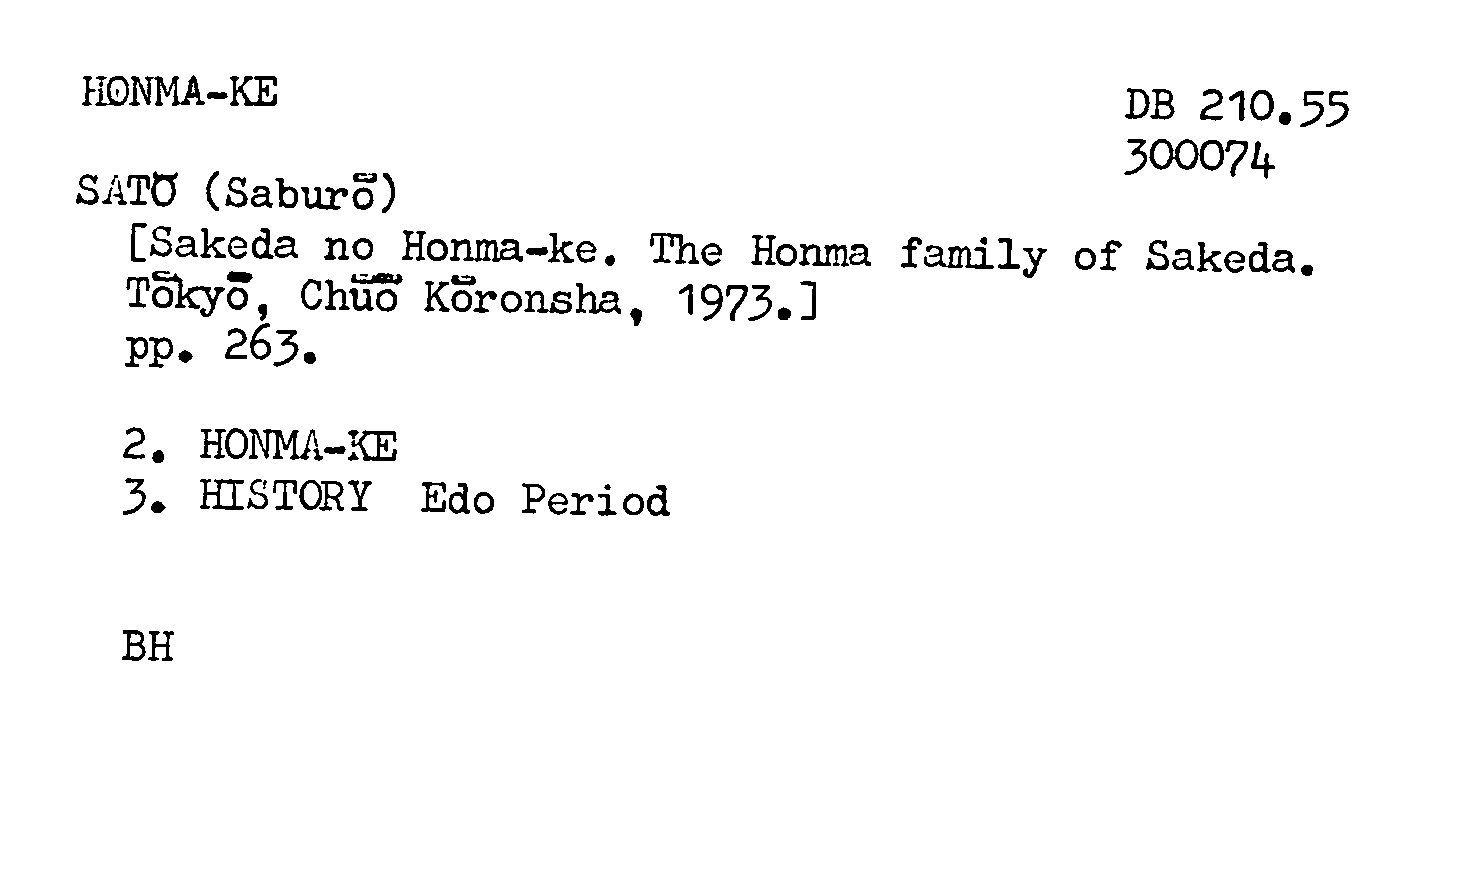 HONMA-KE
DB 210.55
300074
SATŌ (Saburō)
[Sakeda no Honma-ke. The Honma family of Sakeda.
Tōkyō, Chūō Kōronsha, 1973.]
pp. 263.
2. HONMA-KE
3. HISTORY Edo Period
BH